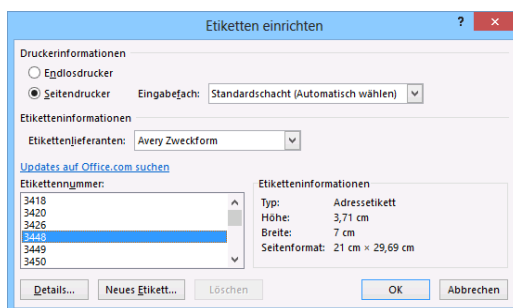 Etiketten einrichten ? ×
Druckerinformationen
Endlosdrucker
Seitendrucker Eingabefach: Standardschacht (Automatisch wählen)
Etiketteninformationen
Etikettenlieferanten: Avery Zweckform
Updates auf Office.com suchen
Etikettennummer:
3418
3420
3426
3448
3449
3450
Etiketteninformationen
Typ: Adressetikett
Höhe: 3,71 cm
Breite: 7 cm
Seitenformat: 21 cm × 29,69 cm
Details... Neues Etikett... Löschen OK Abbrechen